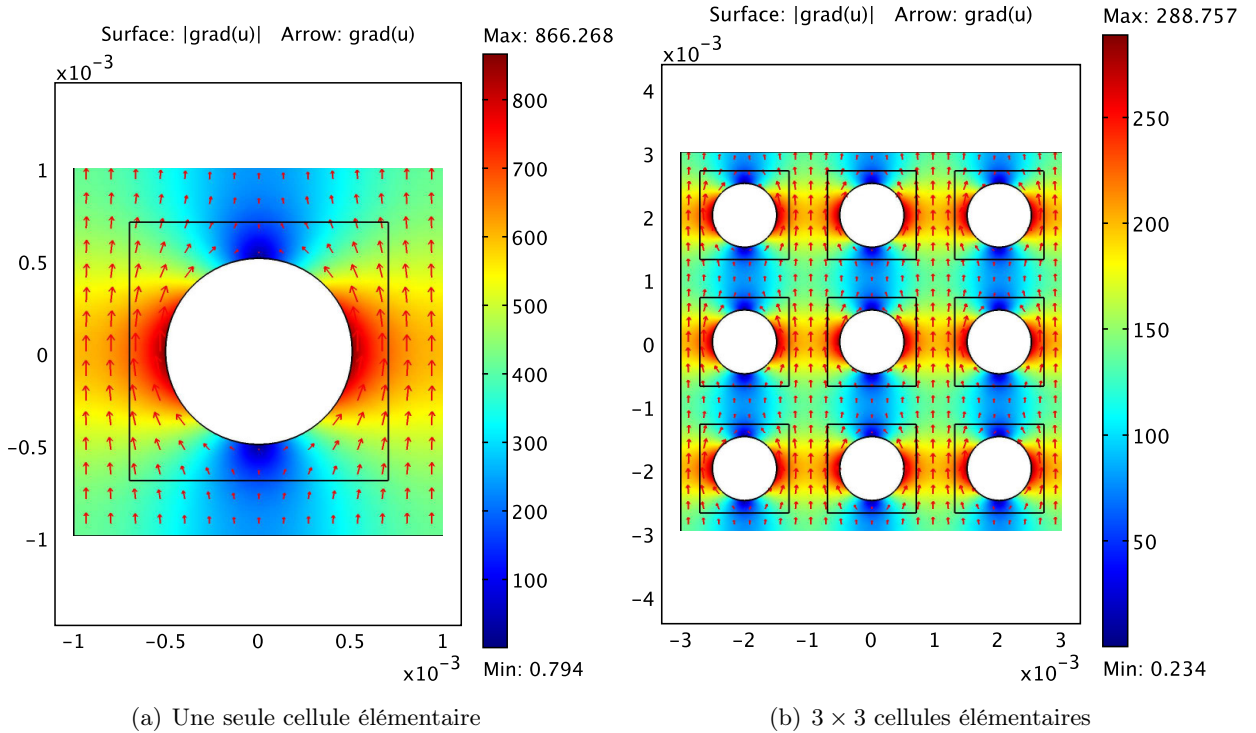 Surface: |grad(u)| Arrow: grad(u)
Max: 866.268
x10⁻³
1
0.5
0
−0.5
−1
−1 −0.5 0 0.5 1
x10⁻³
800
700
600
500
400
300
200
100
Min: 0.794
(a) Une seule cellule élémentaire
Surface: |grad(u)| Arrow: grad(u)
Max: 288.757
x10⁻³
4
3
2
1
0
−1
−2
−3
−4
−3 −2 −1 0 1 2 3
x10⁻³
250
200
150
100
50
Min: 0.234
(b) 3 × 3 cellules élémentaires